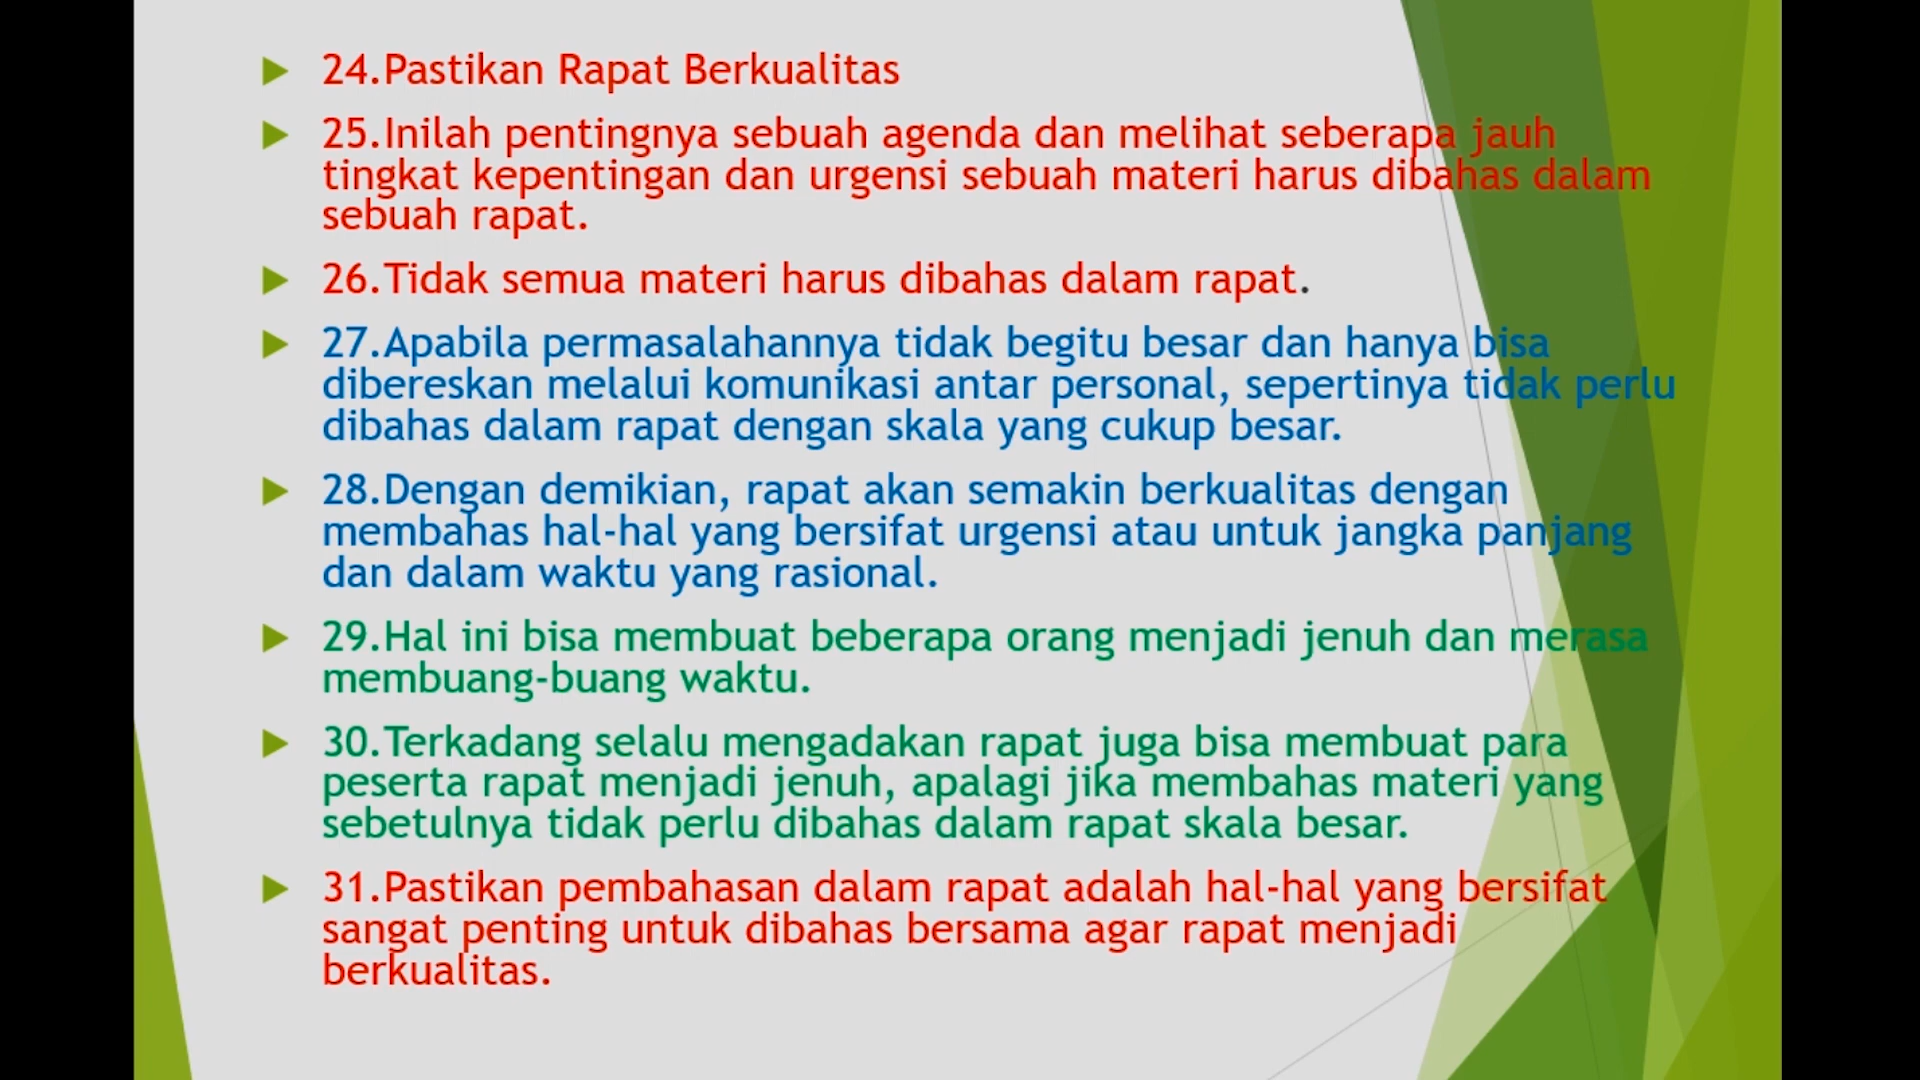 24.Pastikan Rapat Berkualitas
25.Inilah pentingnya sebuah agenda dan melihat seberapa jauh
tingkat kepentingan dan urgensi sebuah materi harus dibahas dalam
sebuah rapat.
26.Tidak semua materi harus dibahas dalam rapat.
27.Apabila permasalahannya tidak begitu besar dan hanya bisa
dibereskan melalui komunikasi antar personal, sepertinya tidak perlu
dibahas dalam rapat dengan skala yang cukup besar.
28.Dengan demikian, rapat akan semakin berkualitas dengan
membahas hal-hal yang bersifat urgensi atau untuk jangka panjang
dan dalam waktu yang rasional.
29.Hal ini bisa membuat beberapa orang menjadi jenuh dan merasa
membuang-buang waktu.
30.Terkadang selalu mengadakan rapat juga bisa membuat para
peserta rapat menjadi jenuh, apalagi jika membahas materi yang
sebetulnya tidak perlu dibahas dalam rapat skala besar.
31.Pastikan pembahasan dalam rapat adalah hal-hal yang bersifat
sangat penting untuk dibahas bersama agar rapat menjadi
berkualitas.